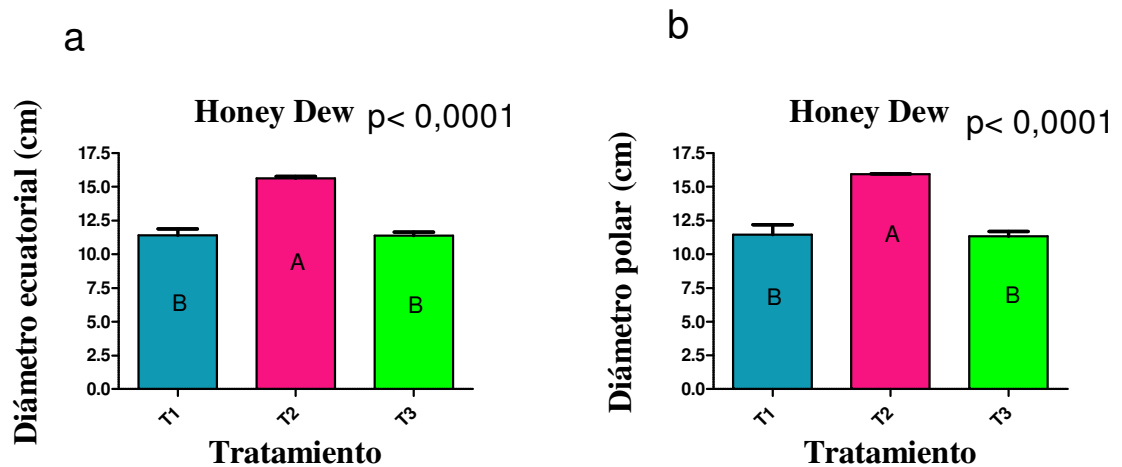 a
Honey Dew p< 0,0001
Diámetro ecuatorial (cm)
17.5
15.0
12.5
10.0
7.5
5.0
2.5
0.0
B
A
B
T1
T2
T3
Tratamiento
b
Honey Dew p< 0,0001
Diámetro polar (cm)
17.5
15.0
12.5
10.0
7.5
5.0
2.5
0.0
B
A
B
T1
T2
T3
Tratamiento